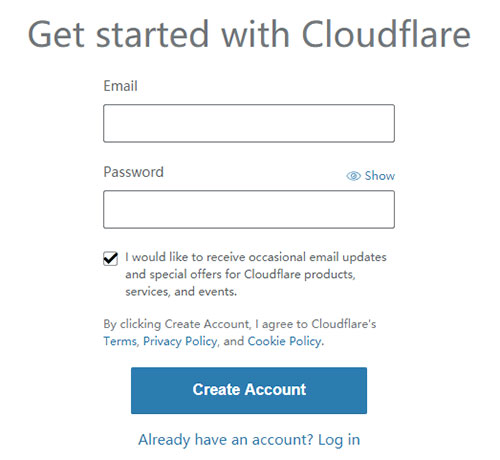 Get started with Cloudflare
Email
Password
Show
I would like to receive occasional email updates
and special offers for Cloudflare products,
services, and events.
By clicking Create Account, I agree to Cloudflare's
Terms, Privacy Policy, and Cookie Policy.
Create Account
Already have an account? Log in